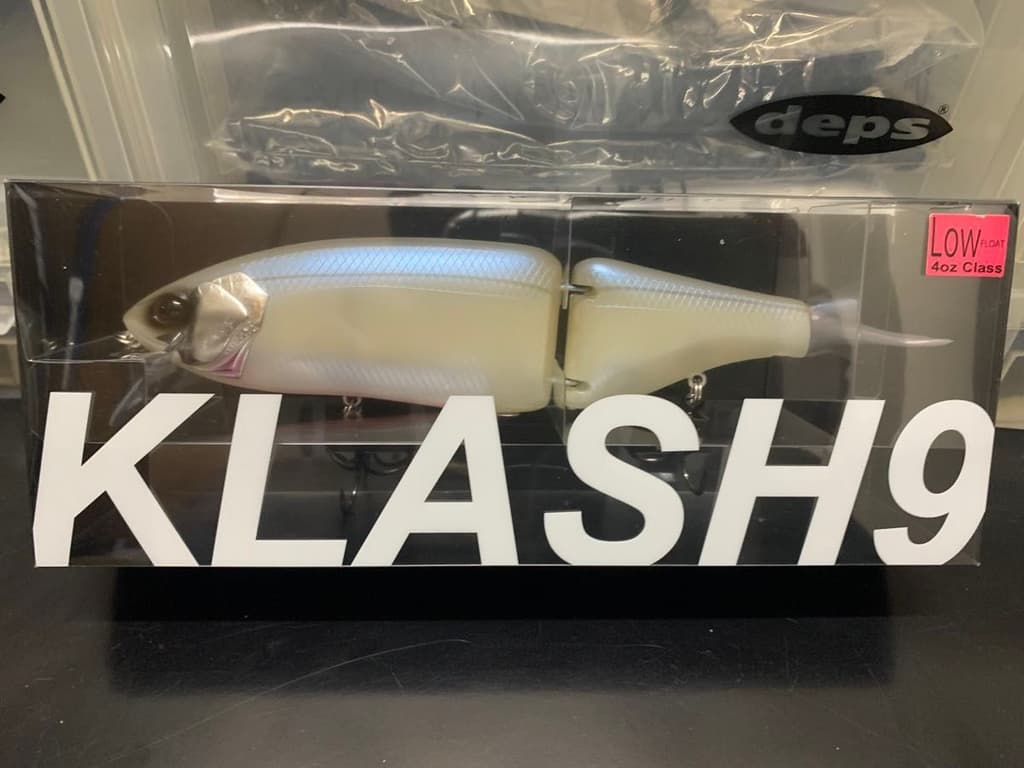 deps®
LOW FLOAT
4oz Class
KLASH9